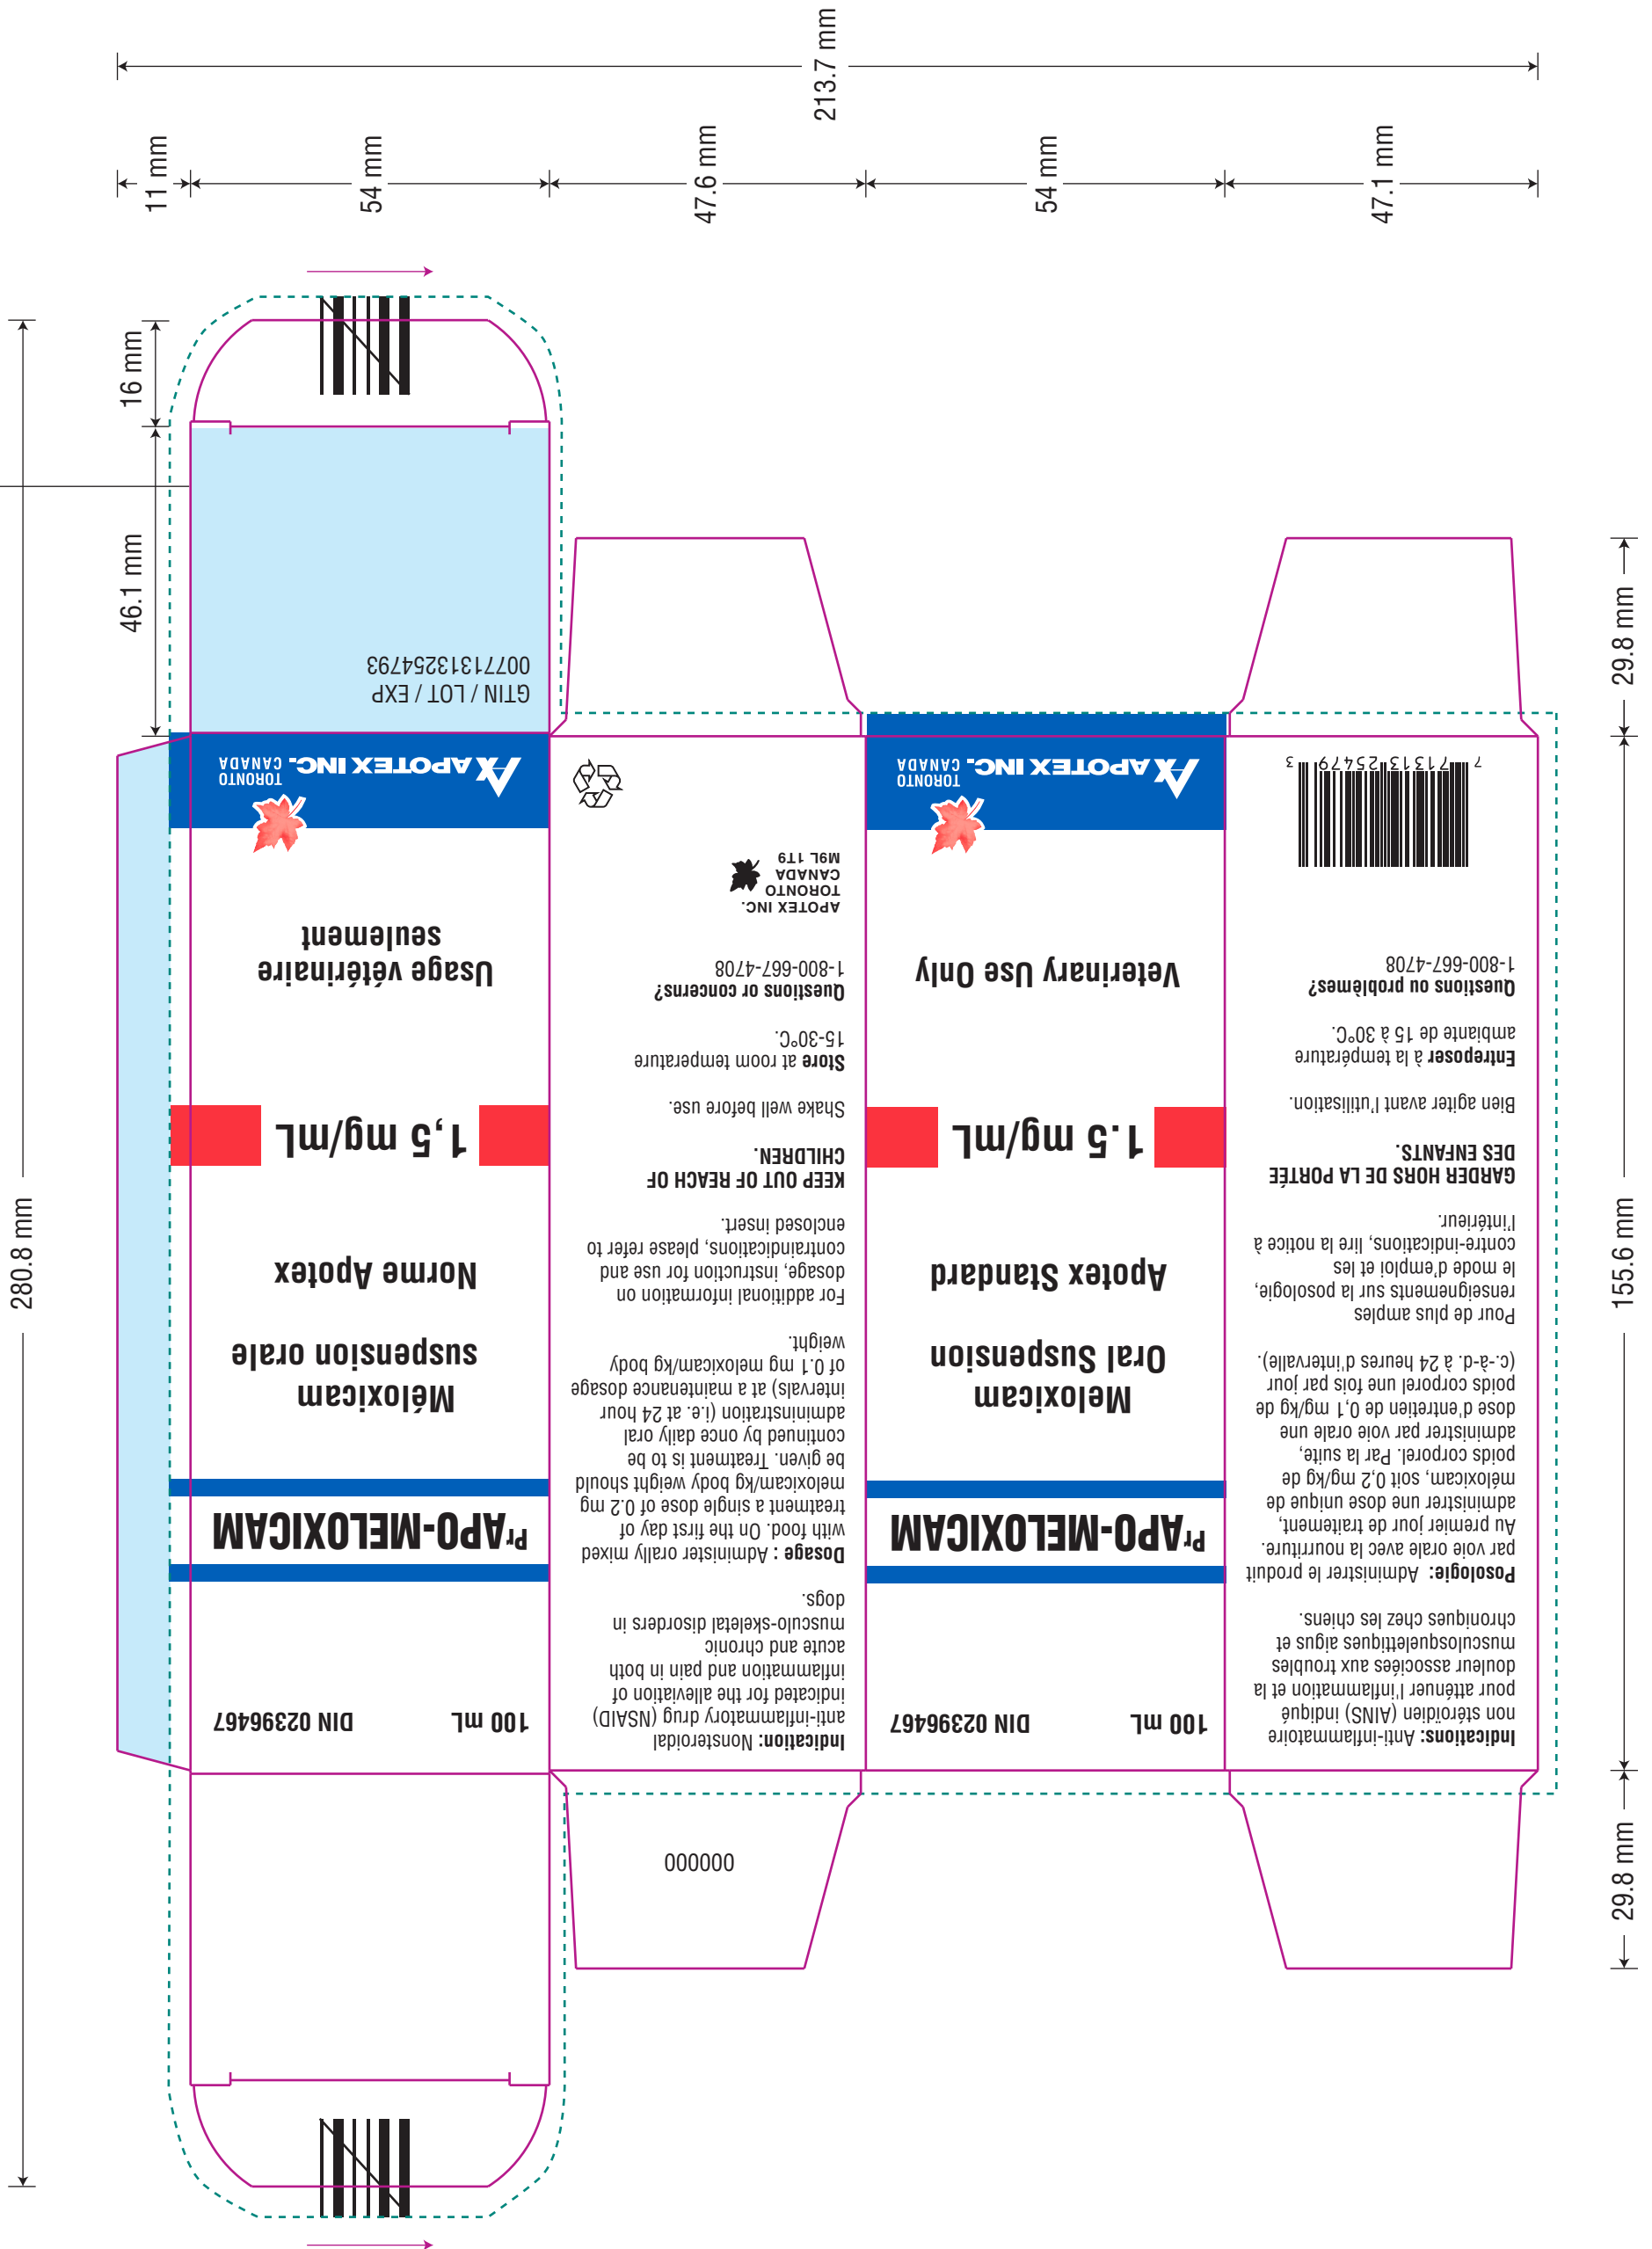 213.7 mm
11 mm
54 mm
47.6 mm
54 mm
47.1 mm
280.8 mm
16 mm
46.1 mm
29.8 mm
155.6 mm
29.8 mm
000000
Indications: Anti-inflammatoire
non stéroïdien (AINS) indiqué
pour atténuer l'inflammation et la
douleur associées aux troubles
musculosquelettiques aigus et
chroniques chez les chiens.
Posologie: Administrer le produit
par voie orale avec la nourriture.
Au premier jour de traitement,
administrer une dose unique de
méloxicam, soit 0,2 mg/kg de
poids corporel. Par la suite,
administrer par voie orale une
dose d'entretien de 0,1 mg/kg de
poids corporel une fois par jour
(c.-à-d. à 24 heures d'intervalle).
Pour de plus amples
renseignements sur la posologie,
le mode d'emploi et les
contre-indications, lire la notice à
l'intérieur.
GARDER HORS DE LA PORTÉE
DES ENFANTS.
Bien agiter avant l'utilisation.
Entreposer à la température
ambiante de 15 à 30°C.
Questions ou problèmes?
1-800-667-4708
7 71313 25479 3
100 mL DIN 02396467
PrAPO-MELOXICAM
Meloxicam
Oral Suspension
Apotex Standard
1.5 mg/mL
Veterinary Use Only
APOTEX INC. TORONTO
CANADA
Indication: Nonsteroidal
anti-inflammatory drug (NSAID)
indicated for the alleviation of
inflammation and pain in both
acute and chronic
musculo-skeletal disorders in
dogs.
Dosage : Administer orally mixed
with food. On the first day of
treatment a single dose of 0.2 mg
meloxicam/kg body weight should
be given. Treatment is to be
continued by once daily oral
admininstration (i.e. at 24 hour
intervals) at a maintenance dosage
of 0.1 mg meloxicam/kg body
weight.
For additional information on
dosage, instruction for use and
contraindications, please refer to
enclosed insert.
KEEP OUT OF REACH OF
CHILDREN.
Shake well before use.
Store at room temperature
15-30°C.
Questions or concerns?
1-800-667-4708
APOTEX INC.
TORONTO
CANADA
M9L 1T9
100 mL DIN 02396467
PrAPO-MELOXICAM
Méloxicam
suspension orale
Norme Apotex
1,5 mg/mL
Usage vétérinaire
seulement
APOTEX INC. TORONTO
CANADA
GTIN / LOT / EXP
00771313254793